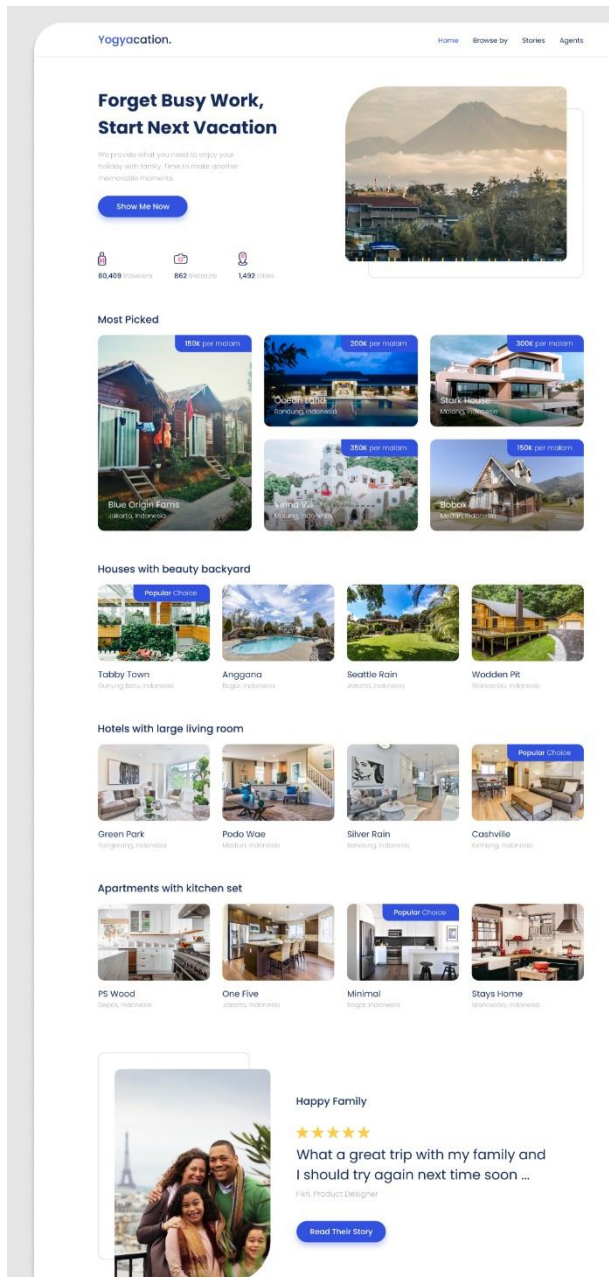 Yogyacation.
Home Browse by Stories Agents
Forget Busy Work,
Start Next Vacation
We provide what you need to enjoy your
holiday with family. Time to make another
memorable moments.
Show Me Now
80,409 travelers 862 treasure 1,492 cities
Most Picked
150K per malam
200K per malam
300K per malam
Blue Origin Fams
Jakarta, Indonesia
Ocean Land
Bandung, Indonesia
Stark House
Malang, Indonesia
350K per malam
150K per malam
Vinna Vill
Malang, Indonesia
Bobox
Medan, Indonesia
Houses with beauty backyard
Popular Choice
Tabby Town Anggana Seattle Rain Wodden Pit
Gunung Batu, Indonesia Bogor, Indonesia Jakarta, Indonesia Wonosobo, Indonesia
Hotels with large living room
Popular Choice
Green Park Podo Wae Silver Rain Cashville
Tangerang, Indonesia Madiun, Indonesia Bandung, Indonesia Kemang, Indonesia
Apartments with kitchen set
Popular Choice
PS Wood One Five Minimal Stays Home
Depok, Indonesia Jakarta, Indonesia Bogor, Indonesia Wonosobo, Indonesia
Happy Family
What a great trip with my family and
I should try again next time soon ...
Product Designer
Read Their Story